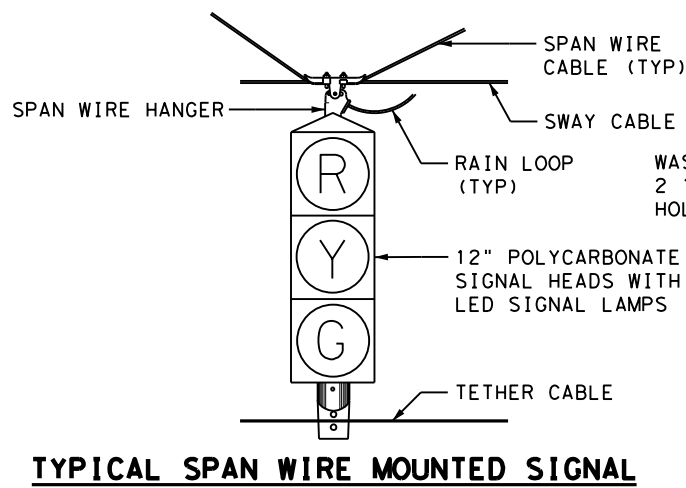 SPAN WIRE
CABLE (TYP)
SPAN WIRE HANGER
SWAY CABLE
RAIN LOOP
(TYP)
2
R
Y
12" POLYCARBONATE
SIGNAL HEADS WITH
LED SIGNAL LAMPS
G
TETHER CABLE
TYPICAL SPAN WIRE MOUNTED SIGNAL